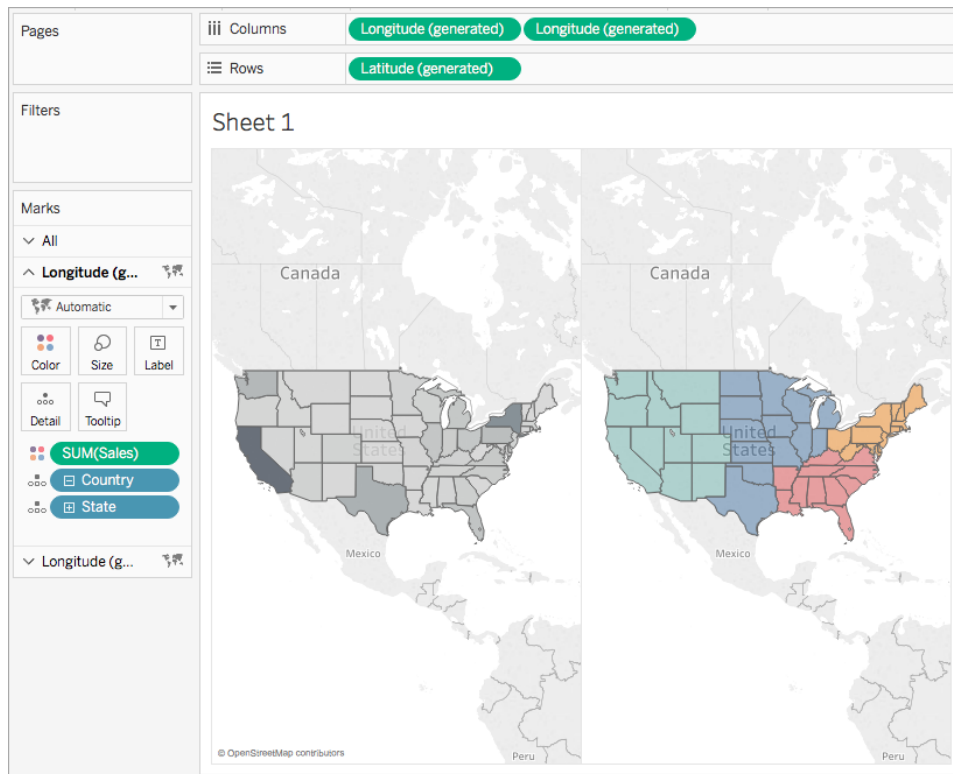 Pages
Columns
Longitude (generated)
Longitude (generated)
Rows
Latitude (generated)
Filters
Sheet 1
Marks
All
Longitude (g...
Automatic
Color
Size
T
Label
Detail
Tooltip
SUM(Sales)
Country
State
Longitude (g...
Canada
United
States
Mexico
Peru
© OpenStreetMap contributors
Canada
United
States
Mexico
Peru